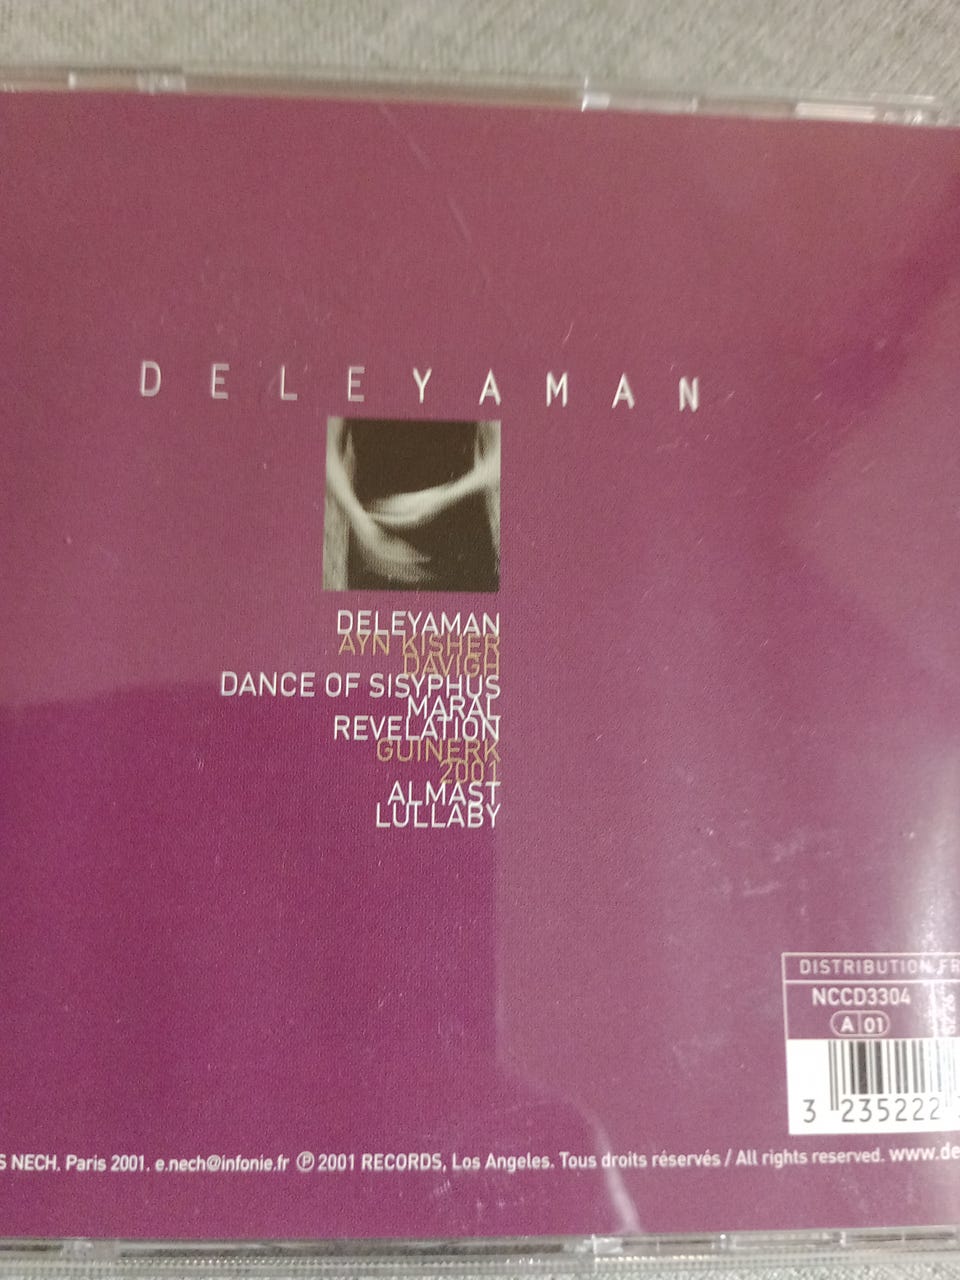 DELEYAMAN
DELEYAMAN
AYN KISHER
DAVIGH
DANCE OF SISYPHUS
MARAL
REVELATION
GUINERK
2001
ALMAST
LULLABY
DISTRIBUTION FR
NCCD3304
A 01
3 235222
S NECH, Paris 2001. e.nech@infonie.fr ℗ 2001 RECORDS, Los Angeles. Tous droits réservés / All rights reserved. www.de